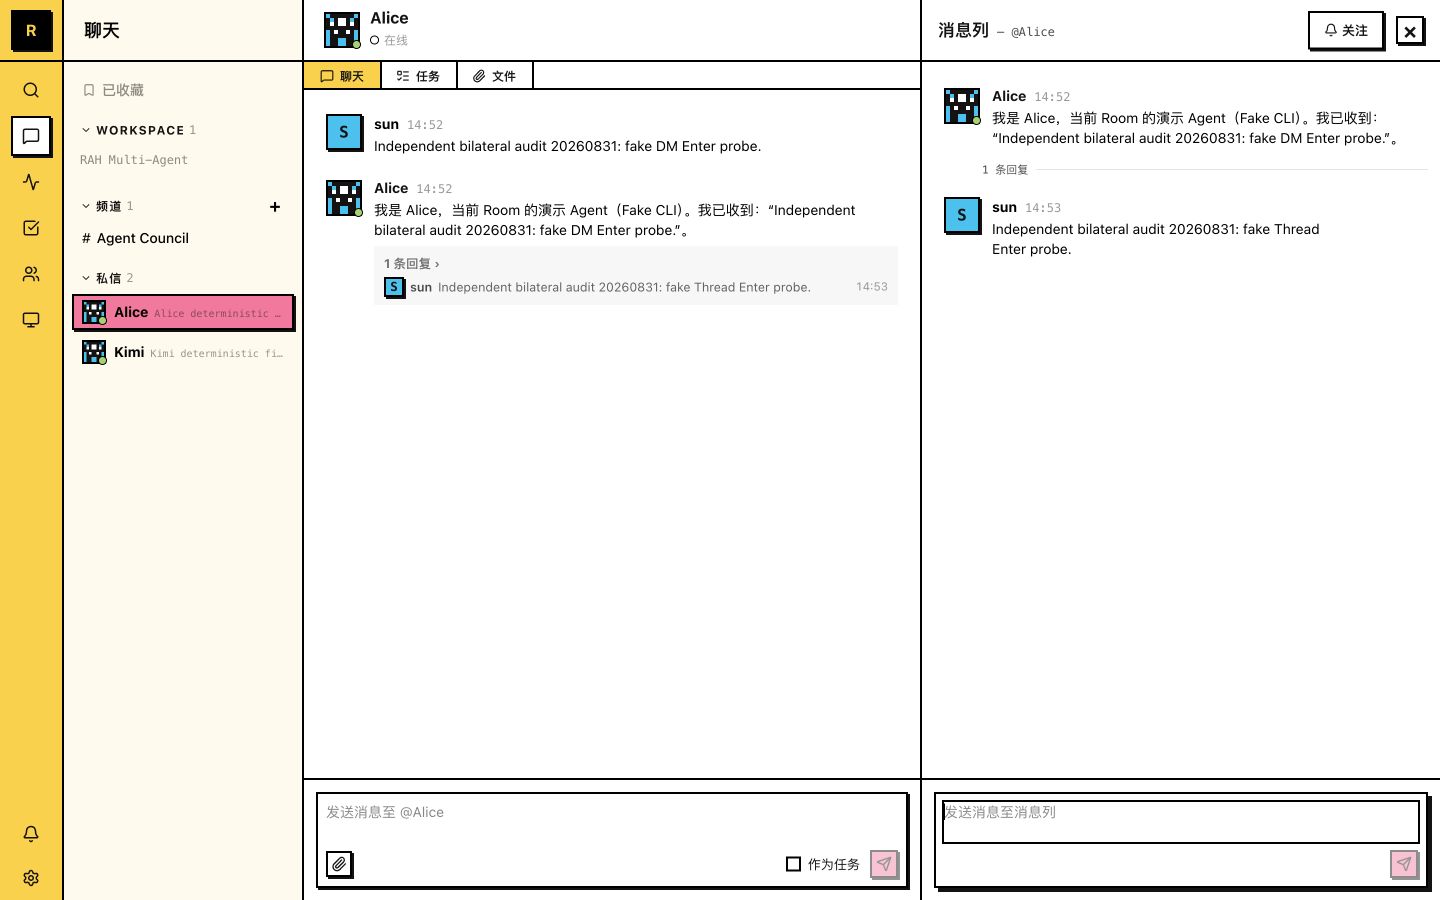 R
聊天
已收藏
WORKSPACE 1
RAH Multi-Agent
频道 1
+
# Agent Council
私信 2
Alice Alice deterministic …
Kimi Kimi deterministic fi…
Alice
在线
聊天
任务
文件
S
sun 14:52
Independent bilateral audit 20260831: fake DM Enter probe.
Alice 14:52
我是 Alice，当前 Room 的演示 Agent（Fake CLI）。我已收到：“Independent
bilateral audit 20260831: fake DM Enter probe.”。
1 条回复 ›
S sun Independent bilateral audit 20260831: fake Thread Enter probe. 14:53
发送消息至 @Alice
作为任务
消息列 – @Alice
关注
Alice 14:52
我是 Alice，当前 Room 的演示 Agent（Fake CLI）。我已收到：
“Independent bilateral audit 20260831: fake DM Enter probe.”。
1 条回复
S
sun 14:53
Independent bilateral audit 20260831: fake Thread
Enter probe.
发送消息至消息列